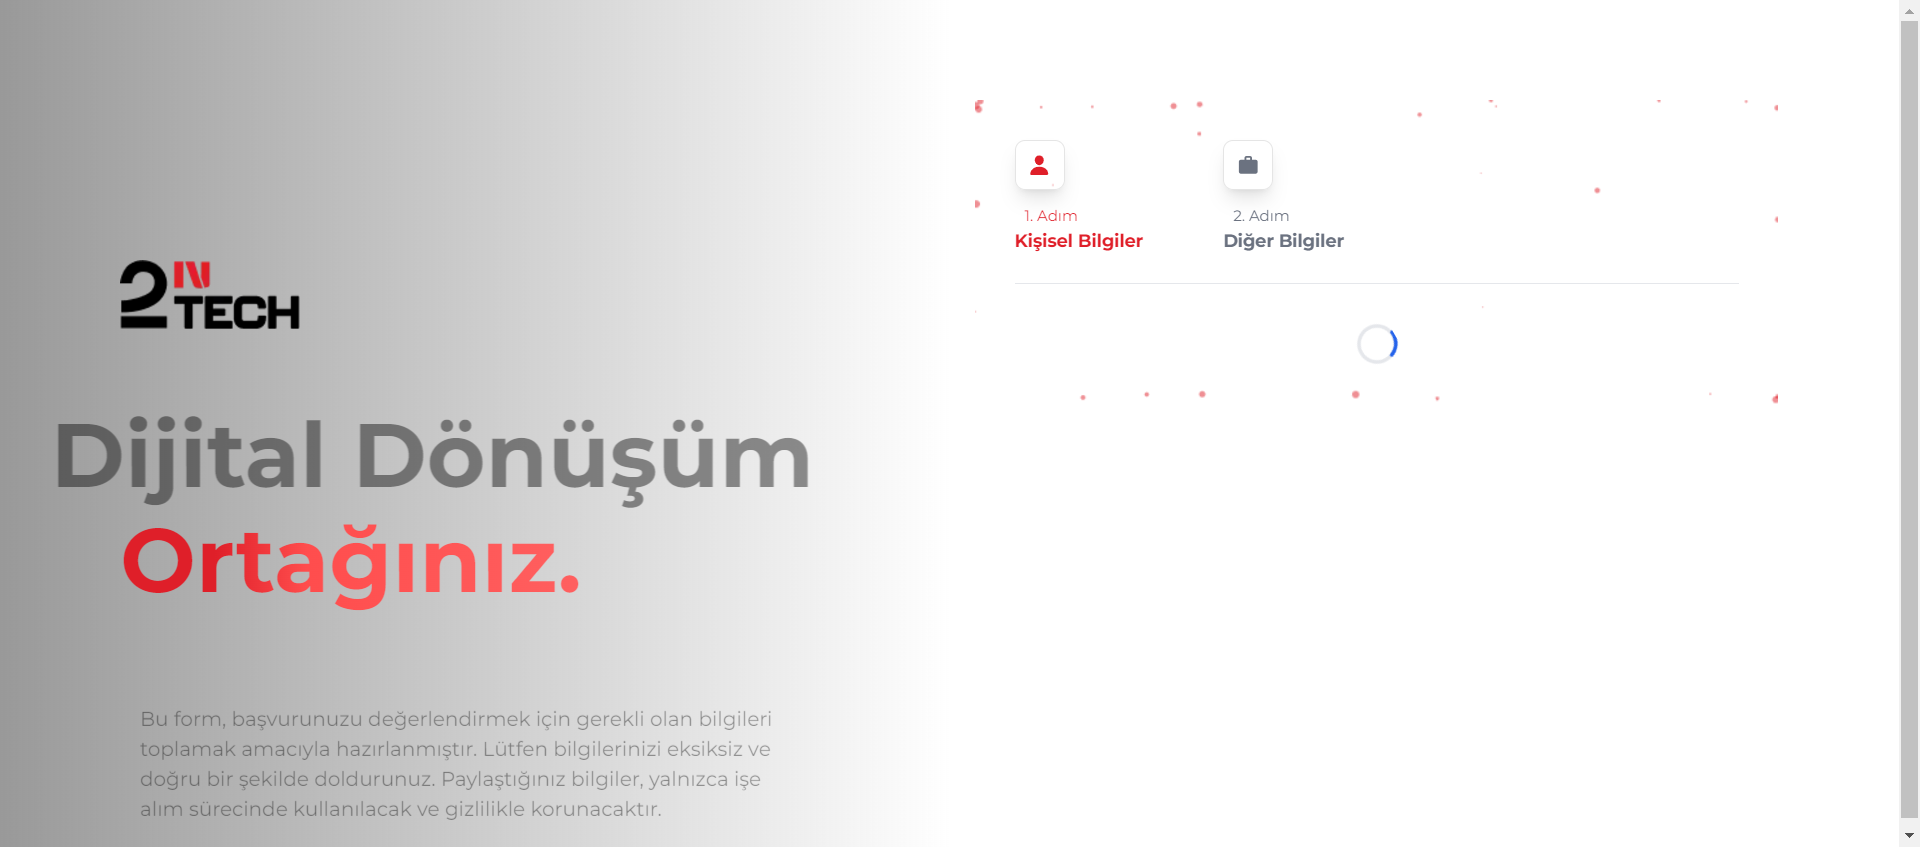 2 IN
TECH
Dijital Dönüşüm
Ortağınız.
Bu form, başvurunuzu değerlendirmek için gerekli olan bilgileri
toplamak amacıyla hazırlanmıştır. Lütfen bilgilerinizi eksiksiz ve
doğru bir şekilde doldurunuz. Paylaştığınız bilgiler, yalnızca işe
alım sürecinde kullanılacak ve gizlilikle korunacaktır.
1. Adım
Kişisel Bilgiler
2. Adım
Diğer Bilgiler